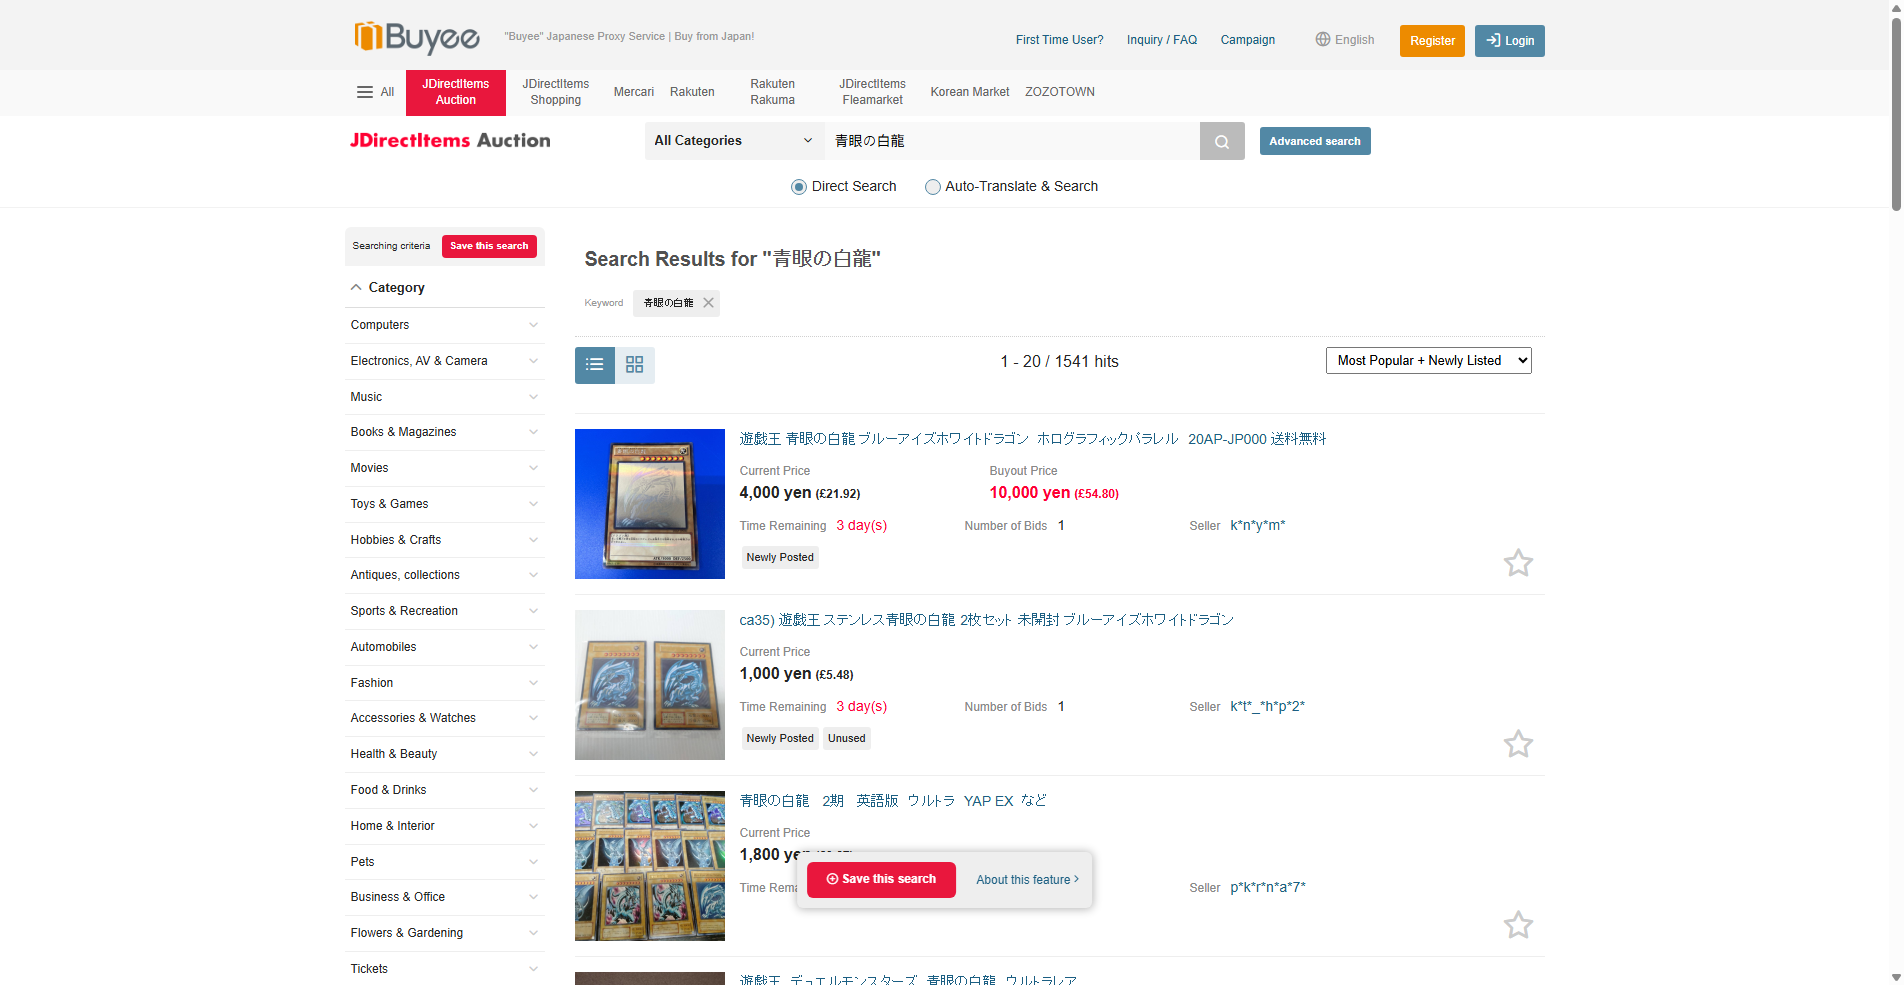 Buyee
"Buyee" Japanese Proxy Service | Buy from Japan!
First Time User?
Inquiry / FAQ
Campaign
English
Register
Login
All
JDirectItems Auction
JDirectItems Shopping
Mercari
Rakuten
Rakuten Rakuma
JDirectItems Fleamarket
Korean Market
ZOZOTOWN
JDirectItems Auction
All Categories
青眼の白龍
Advanced search
Direct Search
Auto-Translate & Search
Searching criteria
Save this search
Category
Computers
Electronics, AV & Camera
Music
Books & Magazines
Movies
Toys & Games
Hobbies & Crafts
Antiques, collections
Sports & Recreation
Automobiles
Fashion
Accessories & Watches
Health & Beauty
Food & Drinks
Home & Interior
Pets
Business & Office
Flowers & Gardening
Tickets
Search Results for "青眼の白龍"
Keyword
青眼の白龍
1 - 20 / 1541 hits
Most Popular + Newly Listed
遊戯王 青眼の白龍 ブルーアイズホワイトドラゴン ホログラフィックパラレル 20AP-JP000 送料無料
Current Price
Buyout Price
4,000 yen (£21.92)
10,000 yen (£54.80)
Time Remaining 3 day(s)
Number of Bids 1
Seller k*n*y*m*
Newly Posted
ca35) 遊戯王 ステンレス青眼の白龍 2枚セット 未開封 ブルーアイズホワイトドラゴン
Current Price
1,000 yen (£5.48)
Time Remaining 3 day(s)
Number of Bids 1
Seller k*t*_*h*p*2*
Newly Posted
Unused
青眼の白龍 2期 英語版 ウルトラ YAP EX など
Current Price
1,800 yen
Time Rema
Seller p*k*r*n*a*7*
Save this search
About this feature
遊戯王 デュエルモンスターズ 青眼の白龍 ウルトラレア